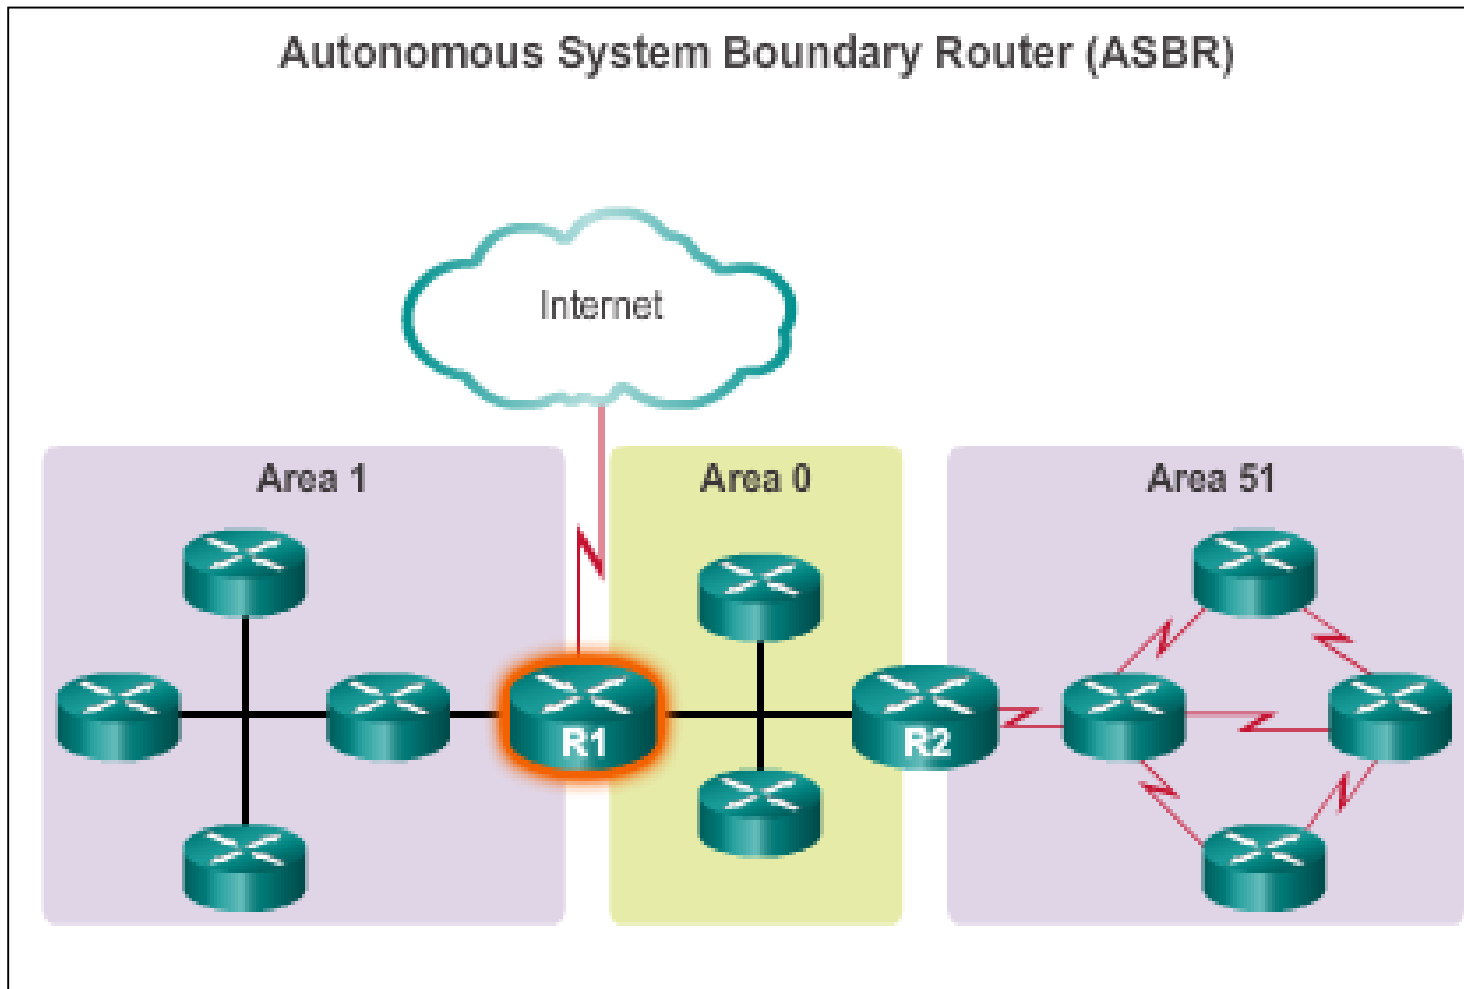 Autonomous System Boundary Router (ASBR)
Internet
Area 1
Area 0
Area 51
R1
R2